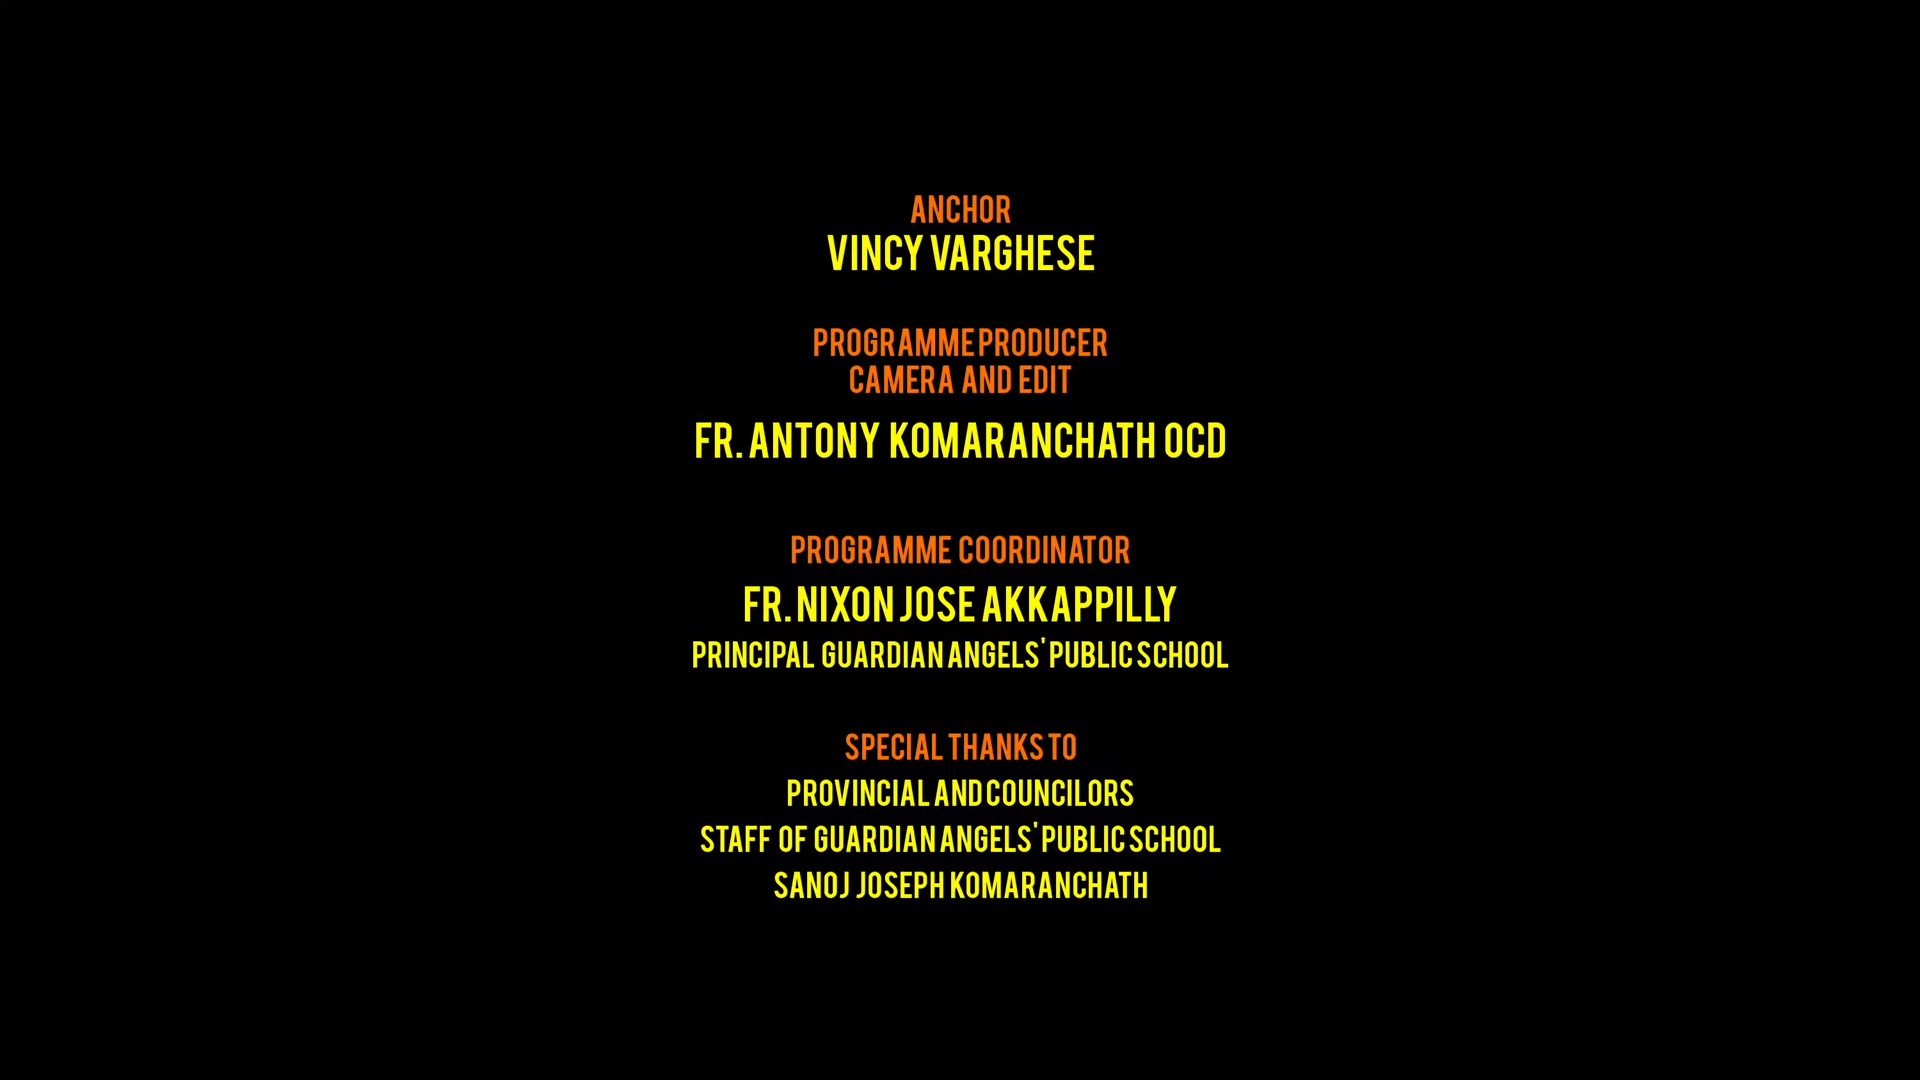 ANCHOR
VINCY VARGHESE
PROGRAMME PRODUCER
CAMERA AND EDIT
FR. ANTONY KOMARANCHATH OCD
PROGRAMME COORDINATOR
FR. NIXON JOSE AKKAPPILLY
PRINCIPAL GUARDIAN ANGELS' PUBLIC SCHOOL
SPECIAL THANKS TO
PROVINCIAL AND COUNCILORS
STAFF OF GUARDIAN ANGELS' PUBLIC SCHOOL
SANOJ JOSEPH KOMARANCHATH